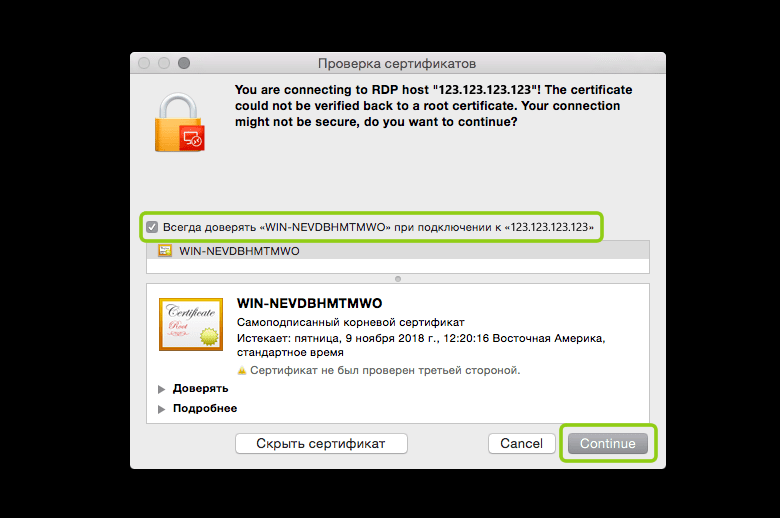 Проверка сертификатов
You are connecting to RDP host "123.123.123.123"! The certificate
could not be verified back to a root certificate. Your connection
might not be secure, do you want to continue?
Всегда доверять «WIN-NEVDBHMTMWO» при подключении к «123.123.123.123»
WIN-NEVDBHMTMWO
Certificate
Root
WIN-NEVDBHMTMWO
Самоподписанный корневой сертификат
Истекает: пятница, 9 ноября 2018 г., 12:20:16 Восточная Америка,
стандартное время
Сертификат не был проверен третьей стороной.
Доверять
Подробнее
Скрыть сертификат
Cancel
Continue